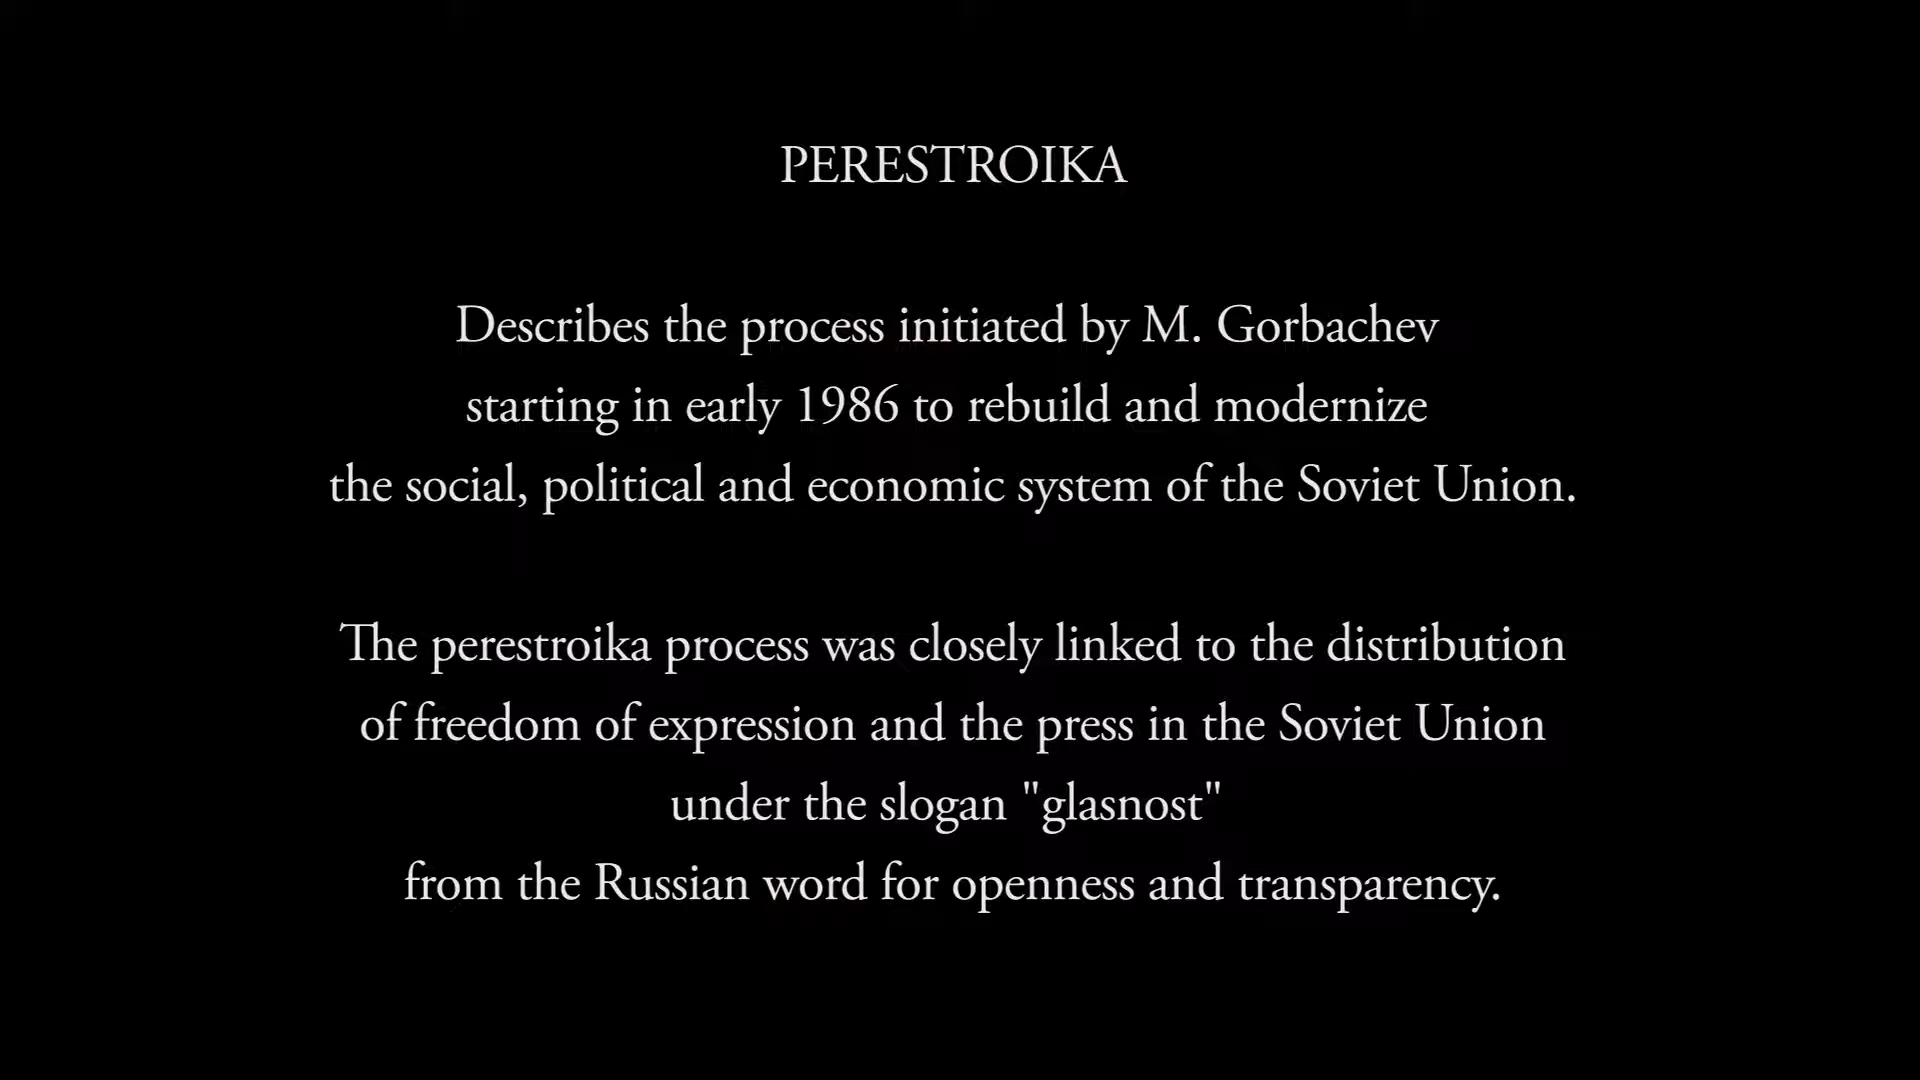 PERESTROIKA
Describes the process initiated by M. Gorbachev
starting in early 1986 to rebuild and modernize
the social, political and economic system of the Soviet Union.
The perestroika process was closely linked to the distribution
of freedom of expression and the press in the Soviet Union
under the slogan "glasnost"
from the Russian word for openness and transparency.